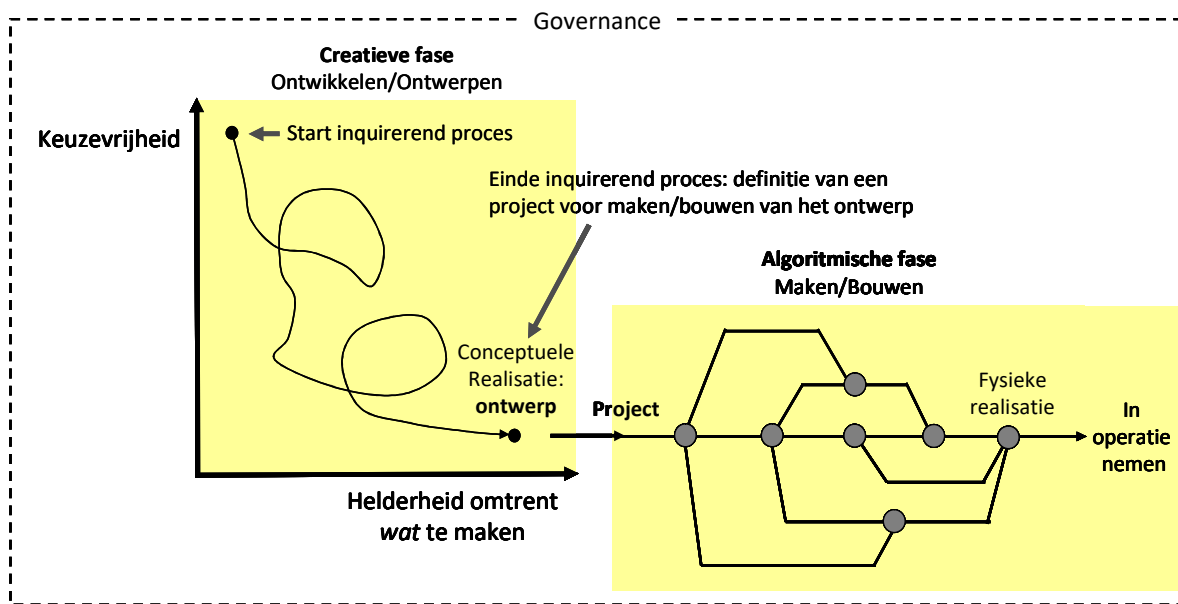 Governance
Creatieve fase
Ontwikkelen/Ontwerpen
Keuzevrijheid
Start inquirerend proces
Einde inquirerend proces: definitie van een
project voor maken/bouwen van het ontwerp
Algoritmische fase
Maken/Bouwen
Conceptuele
Realisatie:
ontwerp
Project
Fysieke
realisatie
In
operatie
nemen
Helderheid omtrent
wat te maken